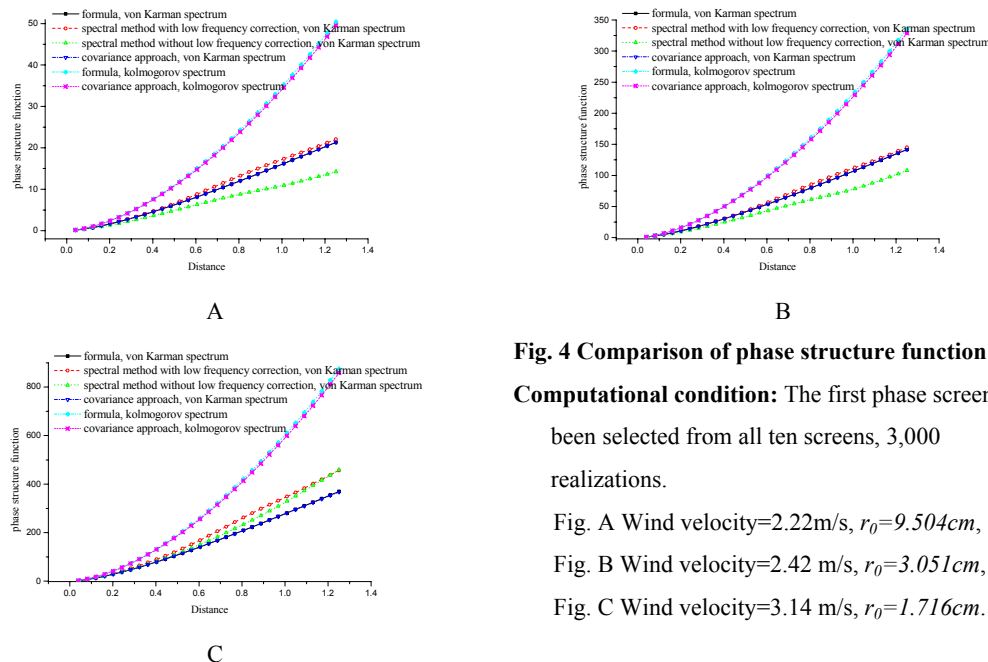 formula, von Karman spectrum
spectral method with low frequency correction, von Karman spectrum
spectral method without low frequency correction, von Karman spectrum
covariance approach, von Karman spectrum
formula, kolmogorov spectrum
covariance approach, kolmogorov spectrum
50
40
30
20
10
0
phase structure function
0.0 0.2 0.4 0.6 0.8 1.0 1.2 1.4
Distance
A
formula, von Karman spectrum
spectral method with low frequency correction, von Karman spectrum
spectral method without low frequency correction, von Karman spectrum
covariance approach, von Karman spectrum
formula, kolmogorov spectrum
covariance approach, kolmogorov spectrum
350
300
250
200
150
100
50
0
phase structure function
0.0 0.2 0.4 0.6 0.8 1.0 1.2 1.4
Distance
B
formula, von Karman spectrum
spectral method with low frequency correction, von Karman spectrum
spectral method without low frequency correction, von Karman spectrum
covariance approach, von Karman spectrum
formula, kolmogorov spectrum
covariance approach, kolmogorov spectrum
800
600
400
200
0
phase structure function
0.0 0.2 0.4 0.6 0.8 1.0 1.2 1.4
Distance
C
Fig. 4 Comparison of phase structure function
Computational condition: The first phase screen
been selected from all ten screens, 3,000
realizations.
Fig. A Wind velocity=2.22m/s, r0=9.504cm,
Fig. B Wind velocity=2.42 m/s, r0=3.051cm,
Fig. C Wind velocity=3.14 m/s, r0=1.716cm.